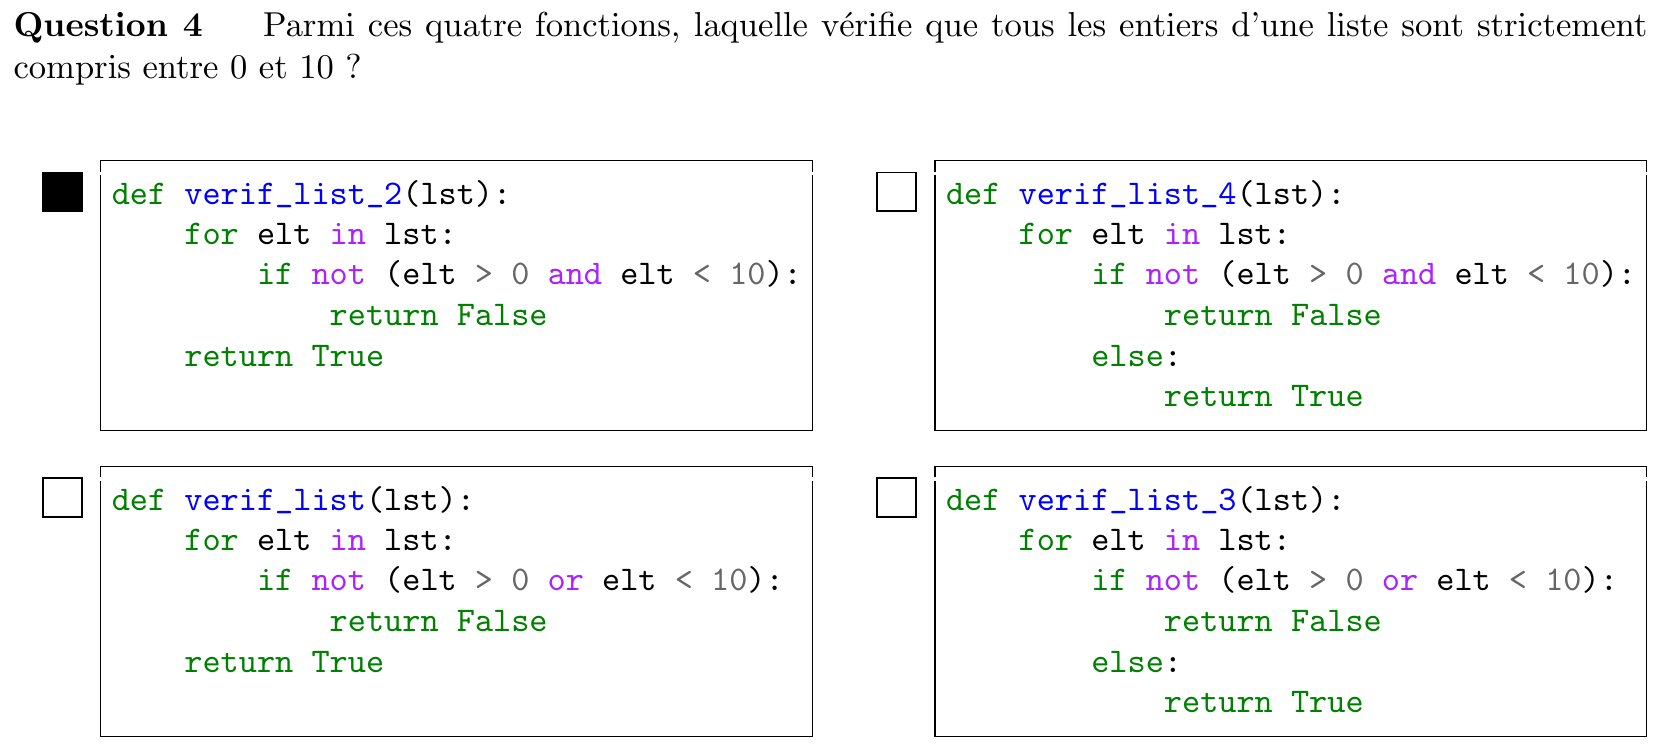 Question 4 Parmi ces quatre fonctions, laquelle vérifie que tous les entiers d'une liste sont strictement
compris entre 0 et 10 ?
def verif_list_2(lst):
    for elt in lst:
        if not (elt > 0 and elt < 10):
            return False
    return True
def verif_list_4(lst):
    for elt in lst:
        if not (elt > 0 and elt < 10):
            return False
        else:
            return True
def verif_list(lst):
    for elt in lst:
        if not (elt > 0 or elt < 10):
            return False
    return True
def verif_list_3(lst):
    for elt in lst:
        if not (elt > 0 or elt < 10):
            return False
        else:
            return True